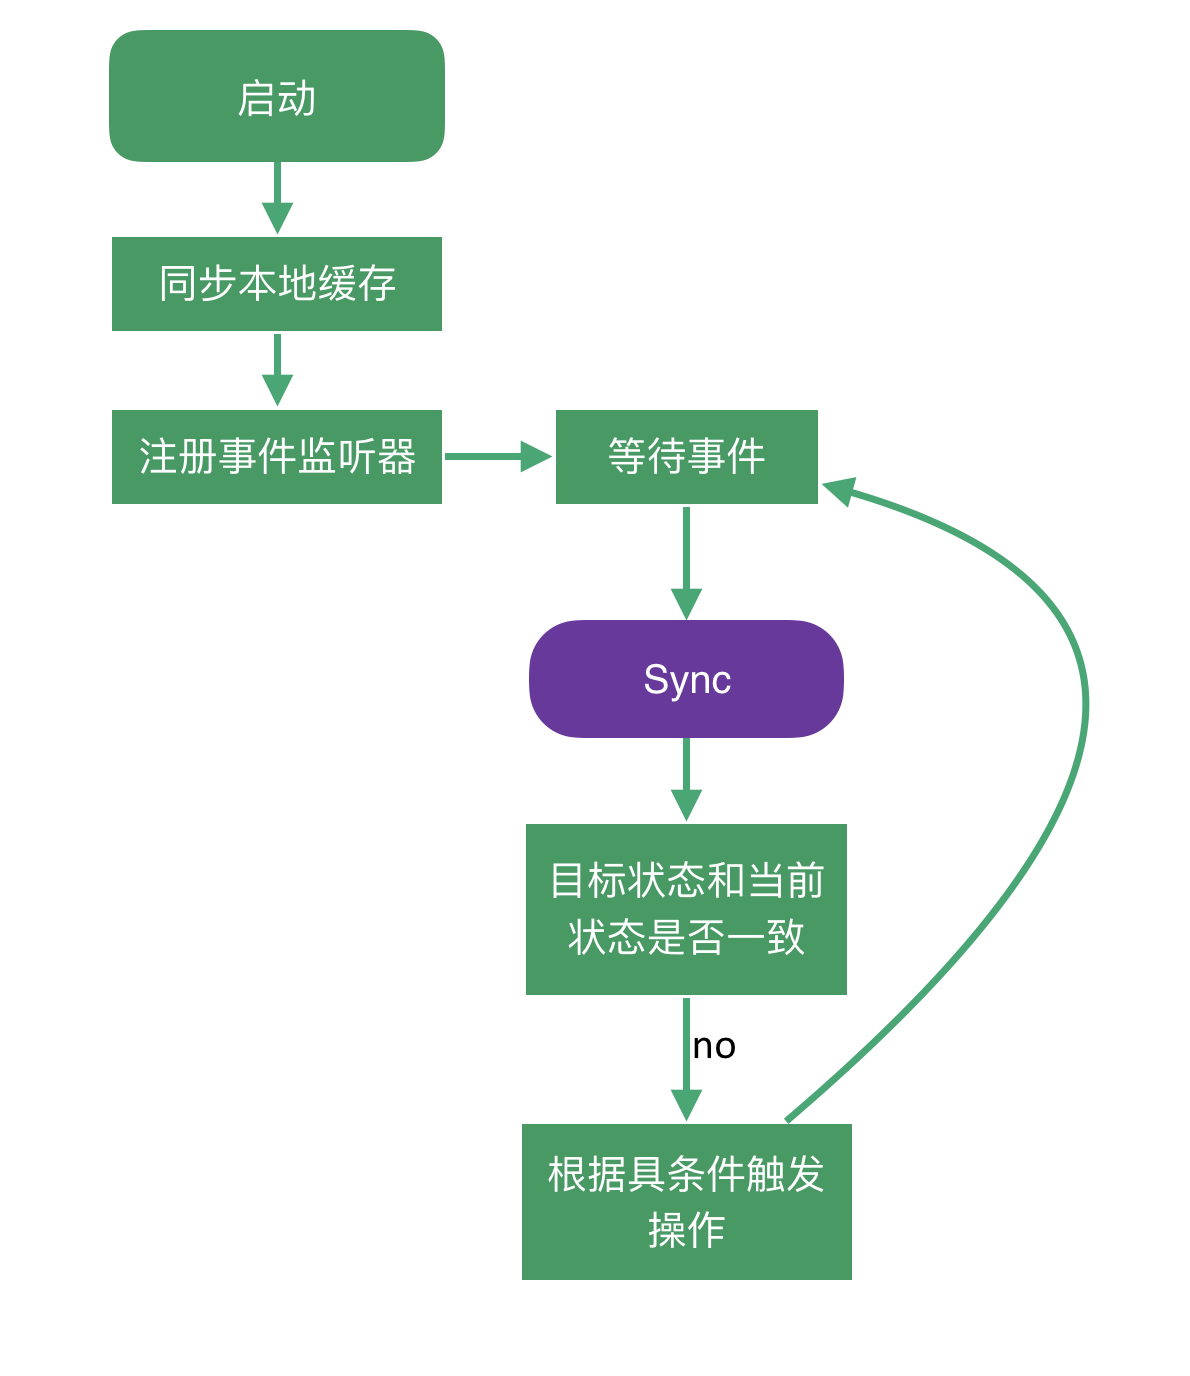 启动
同步本地缓存
注册事件监听器
等待事件
Sync
目标状态和当前
状态是否一致
no
根据具条件触发
操作